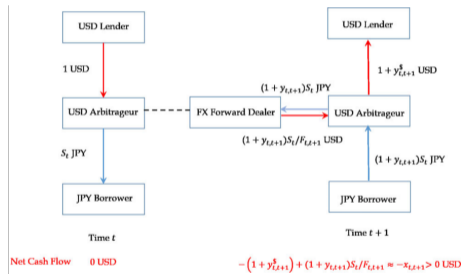 USD Lender
USD Lender
1 USD
1 + y^$_{t,t+1} USD
(1 + y_{t,t+1})S_t JPY
USD Arbitrageur
FX Forward Dealer
USD Arbitrageur
(1 + y_{t,t+1})S_t/F_{t,t+1} USD
S_t JPY
(1 + y_{t,t+1})S_t JPY
JPY Borrower
JPY Borrower
Time t
Time t + 1
Net Cash Flow 0 USD
−(1 + y^$_{t,t+1}) + (1 + y_{t,t+1})S_t/F_{t,t+1} ≈ −x_{t,t+1} > 0 USD